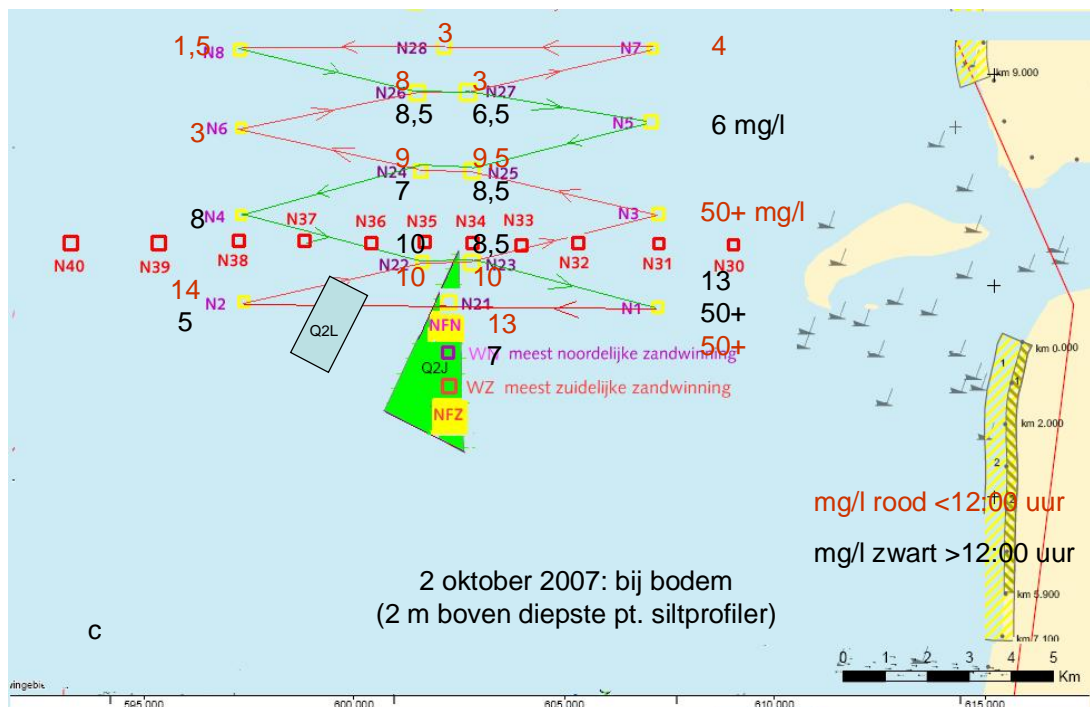 3
1,5
N8
N28
N7
4
km 9.000
8
3
N26
N27
8,5
6,5
N5
6 mg/l
3
N6
9
9,5
N24
N25
7
8,5
8
N4
N37
N36
N35
N34
N33
N3
50+ mg/l
10
8,5
N40
N39
N38
N32
N31
N30
N22
N23
10
10
13
14
N2
5
N21
13
N1
50+
50+
NFN
Q2L
7
WN meest noordelijke zandwinning
Q2J
WZ meest zuidelijke zandwinning
NFZ
km 0.000
1
1
km 2.000
2
2
mg/l rood <12:00 uur
mg/l zwart >12:00 uur
2 oktober 2007: bij bodem
(2 m boven diepste pt. siltprofiler)
km 5.900
c
km 7.100
0 1 2 3 4 5
Km
wingebie
595.000
600.000
605.000
610.000
615.000